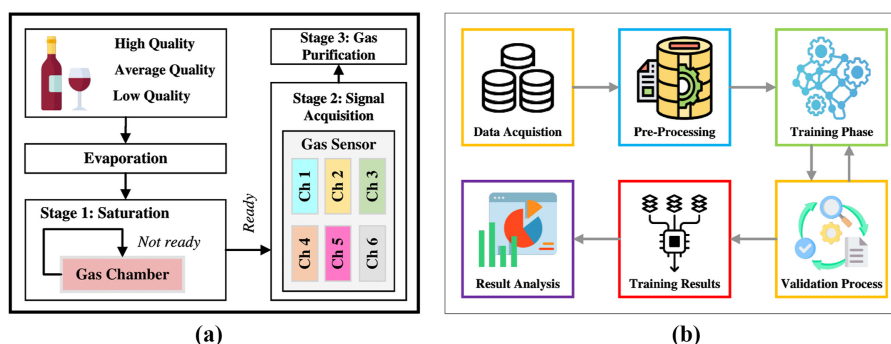 High Quality
Average Quality
Low Quality
Evaporation
Stage 1: Saturation
Not ready
Gas Chamber
Ready
Stage 3: Gas
Purification
Stage 2: Signal
Acquisition
Gas Sensor
Ch 1
Ch 2
Ch 3
Ch 4
Ch 5
Ch 6
(a)
Data Acquistion
Pre-Processing
Training Phase
Result Analysis
Training Results
Validation Process
(b)